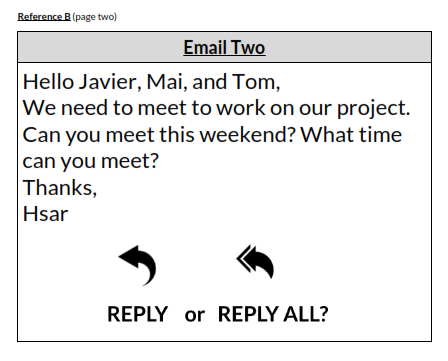 Reference B (page two)
Email Two
Hello Javier, Mai, and Tom,
We need to meet to work on our project.
Can you meet this weekend? What time
can you meet?
Thanks,
Hsar
REPLY or REPLY ALL?